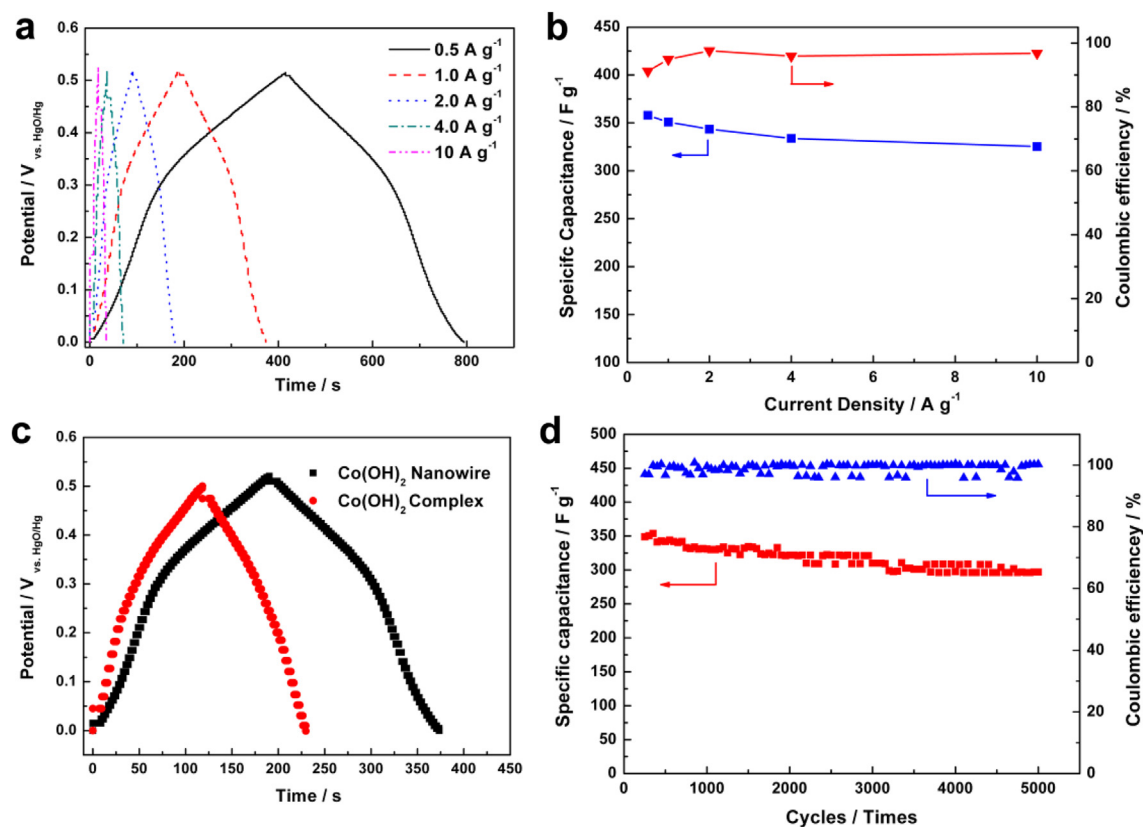 a
0.6
0.5
0.4
0.3
0.2
0.1
0.0
0 200 400 600 800
Potential / V vs. HgO/Hg
Time / s
0.5 A g-1
1.0 A g-1
2.0 A g-1
4.0 A g-1
10 A g-1
b
450
400
350
300
250
200
150
100
0 2 4 6 8 10
100
80
60
40
20
0
Speicifc Capacitance / F g-1
Coulombic efficiency / %
Current Density / A g-1
c
0.6
0.5
0.4
0.3
0.2
0.1
0.0
0 50 100 150 200 250 300 350 400 450
Potential / V vs. HgO/Hg
Time / s
Co(OH)2 Nanowire
Co(OH)2 Complex
d
500
450
400
350
300
250
200
150
100
50
0
0 1000 2000 3000 4000 5000
100
80
60
40
20
0
Specific capacitance / F g-1
Coulombic efficiencey / %
Cycles / Times